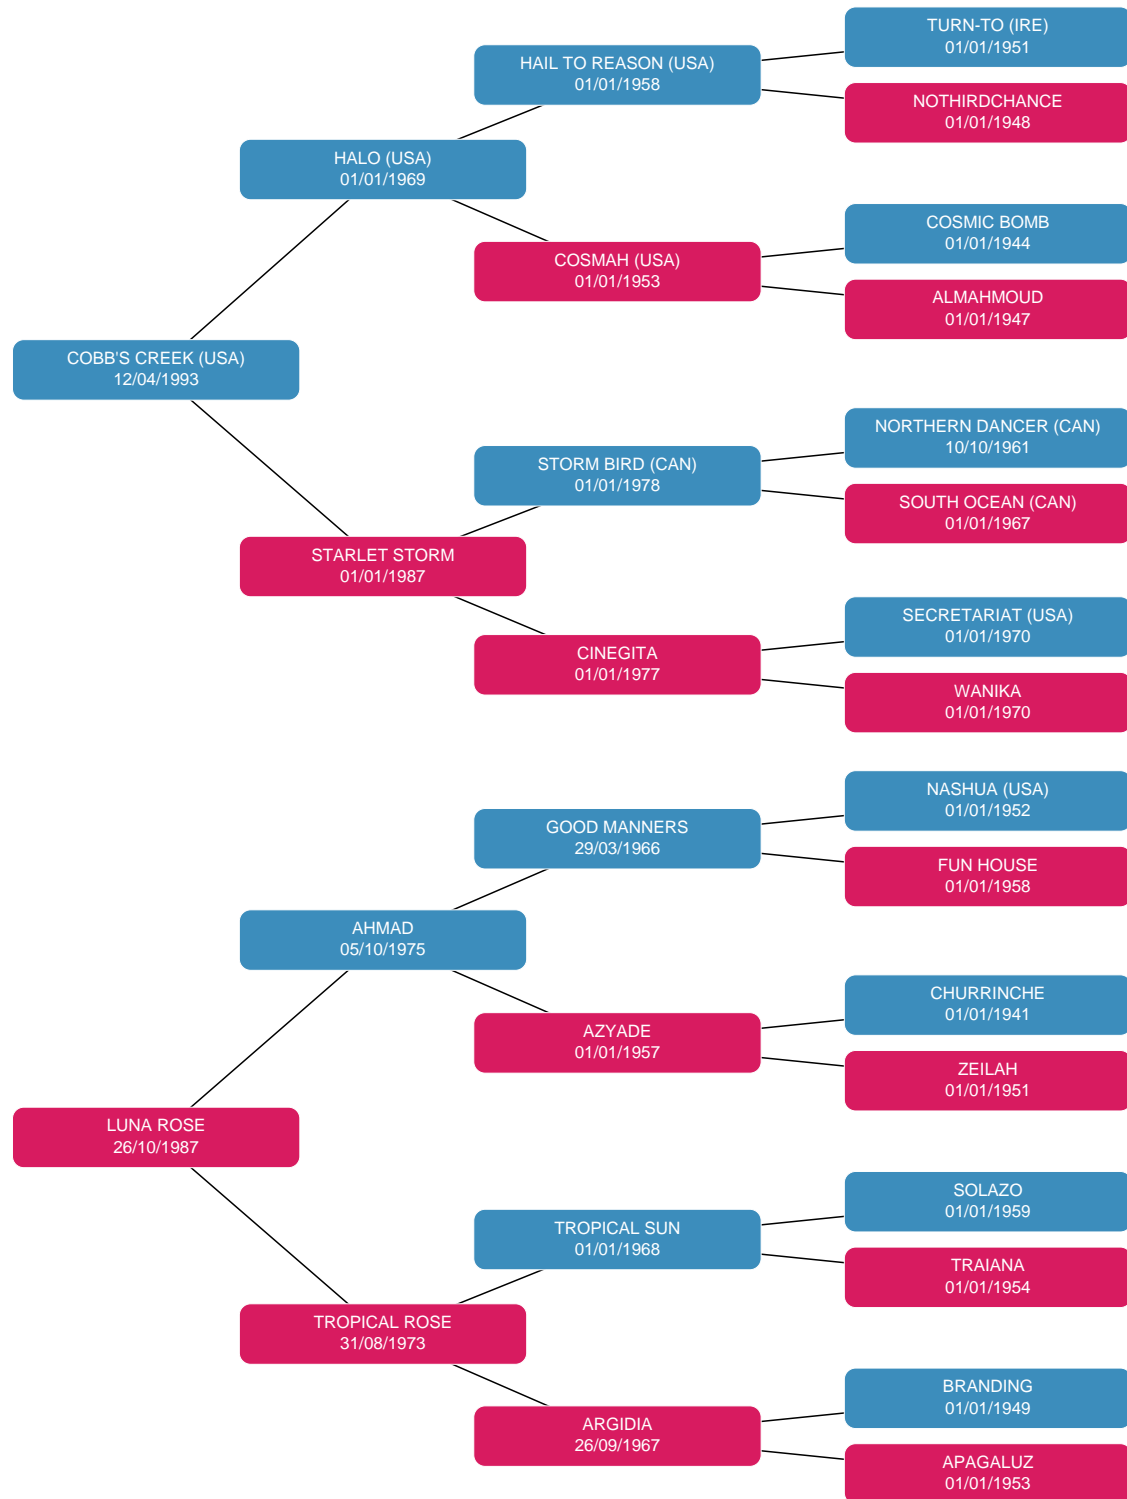 TURN-TO (IRE)
01/01/1951
HAIL TO REASON (USA)
01/01/1958
NOTHIRDCHANCE
01/01/1948
HALO (USA)
01/01/1969
COSMIC BOMB
01/01/1944
COSMAH (USA)
01/01/1953
ALMAHMOUD
01/01/1947
COBB'S CREEK (USA)
12/04/1993
NORTHERN DANCER (CAN)
10/10/1961
STORM BIRD (CAN)
01/01/1978
SOUTH OCEAN (CAN)
01/01/1967
STARLET STORM
01/01/1987
SECRETARIAT (USA)
01/01/1970
CINEGITA
01/01/1977
WANIKA
01/01/1970
NASHUA (USA)
01/01/1952
GOOD MANNERS
29/03/1966
FUN HOUSE
01/01/1958
AHMAD
05/10/1975
CHURRINCHE
01/01/1941
AZYADE
01/01/1957
ZEILAH
01/01/1951
LUNA ROSE
26/10/1987
SOLAZO
01/01/1959
TROPICAL SUN
01/01/1968
TRAIANA
01/01/1954
TROPICAL ROSE
31/08/1973
BRANDING
01/01/1949
ARGIDIA
26/09/1967
APAGALUZ
01/01/1953